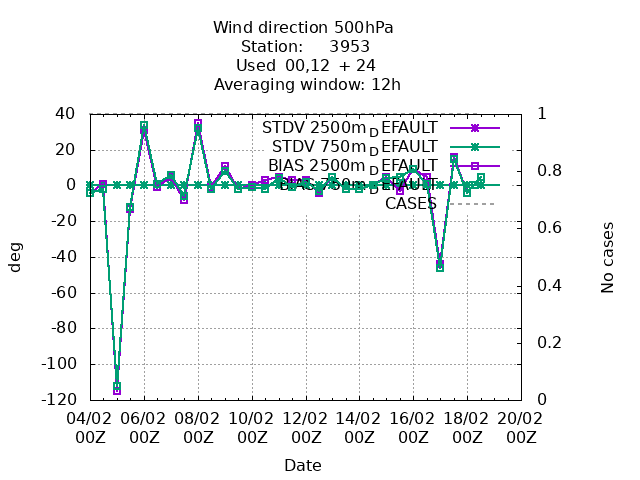 Wind direction 500hPa
Station: 3953
Used 00,12 + 24
Averaging window: 12h
40 1
STDV 2500m_DEFAULT
20 STDV 750m_DEFAULT
BIAS 2500m_DEFAULT 0.8
0 BIAS 750m_DEFAULT
-20 CASES
0.6
-40
deg No cases
-60 0.4
-80
0.2
-100
-120 0
04/02 06/02 08/02 10/02 12/02 14/02 16/02 18/02 20/02
00Z 00Z 00Z 00Z 00Z 00Z 00Z 00Z 00Z
Date